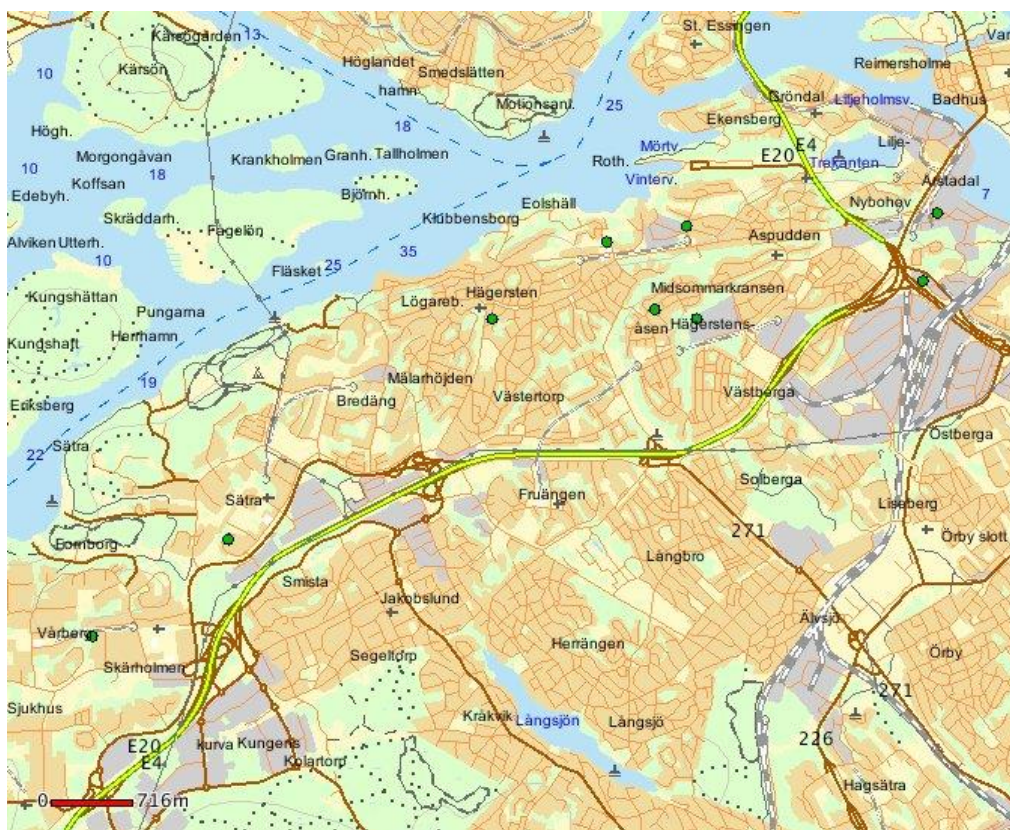 St. Essingen
Kärsögården
13
Var
10
Kärsön
Höglandet
Smedslätten
Reimersholme
hamn
Motionsanl.
25
Gröndal
Liljeholmsv.
Badhus
Högh.
18
Ekensberg
Mörtv.
E4
Lilje-
10
Morgongåvan
18
Krankholmen
Granh.
Tallholmen
Roth.
E20
Trekanten
Edebyh.
Koffsan
Björnh.
Vinterv.
Årstadal
7
Skräddarh.
Klubbensborg
Eolshäll
Nybohov
Alviken
Utterh.
Fågelön
Aspudden
10
35
Fläsket
25
Kungshättan
Lögareb.
Hägersten
Midsommarkransen
Pungarna
åsen
Hägerstens-
Kungshaft
Herrhamn
19
Mälarhöjden
Bredäng
Västertorp
Västberga
Eriksberg
22
Sätra
Östberga
Sätra
Fruängen
Solberga
Liseberg
271
Örby slott
Fornborg
Långbro
Smista
Jakobslund
Älvsjö
Vårberg
Herrängen
Örby
Skärholmen
Segeltorp
271
Sjukhus
Kråkvik
Långsjön
Långsjö
E20
kurva
Kungens
226
E4
Kolartorp
Hagsätra
0
716m